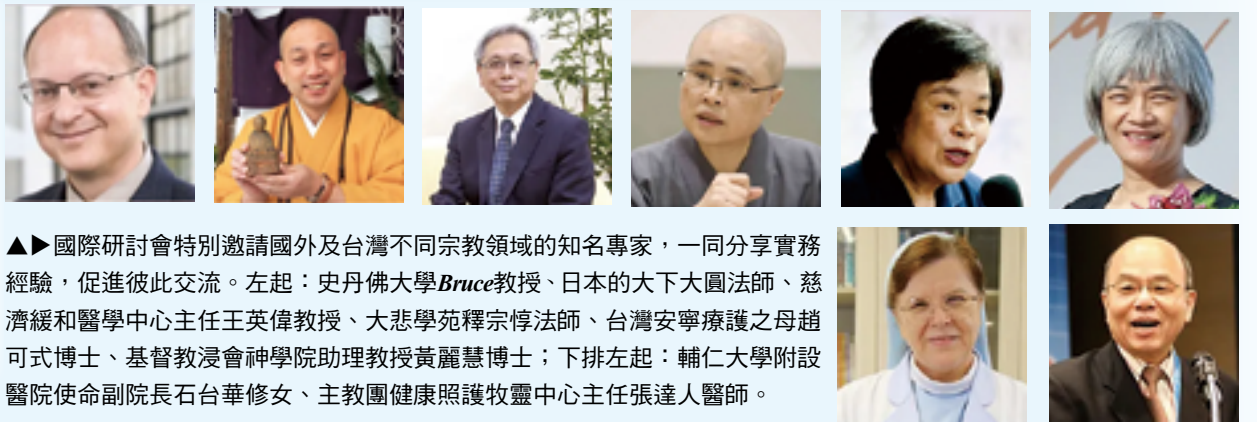 ▲▶國際研討會特別邀請國外及台灣不同宗教領域的知名專家，一同分享實務
經驗，促進彼此交流。左起：史丹佛大學Bruce教授、日本的大下大圓法師、慈
濟緩和醫學中心主任王英偉教授、大悲學苑釋宗惇法師、台灣安寧療護之母趙
可式博士、基督教浸會神學院助理教授黃麗慧博士；下排左起：輔仁大學附設
醫院使命副院長石台華修女、主教團健康照護牧靈中心主任張達人醫師。